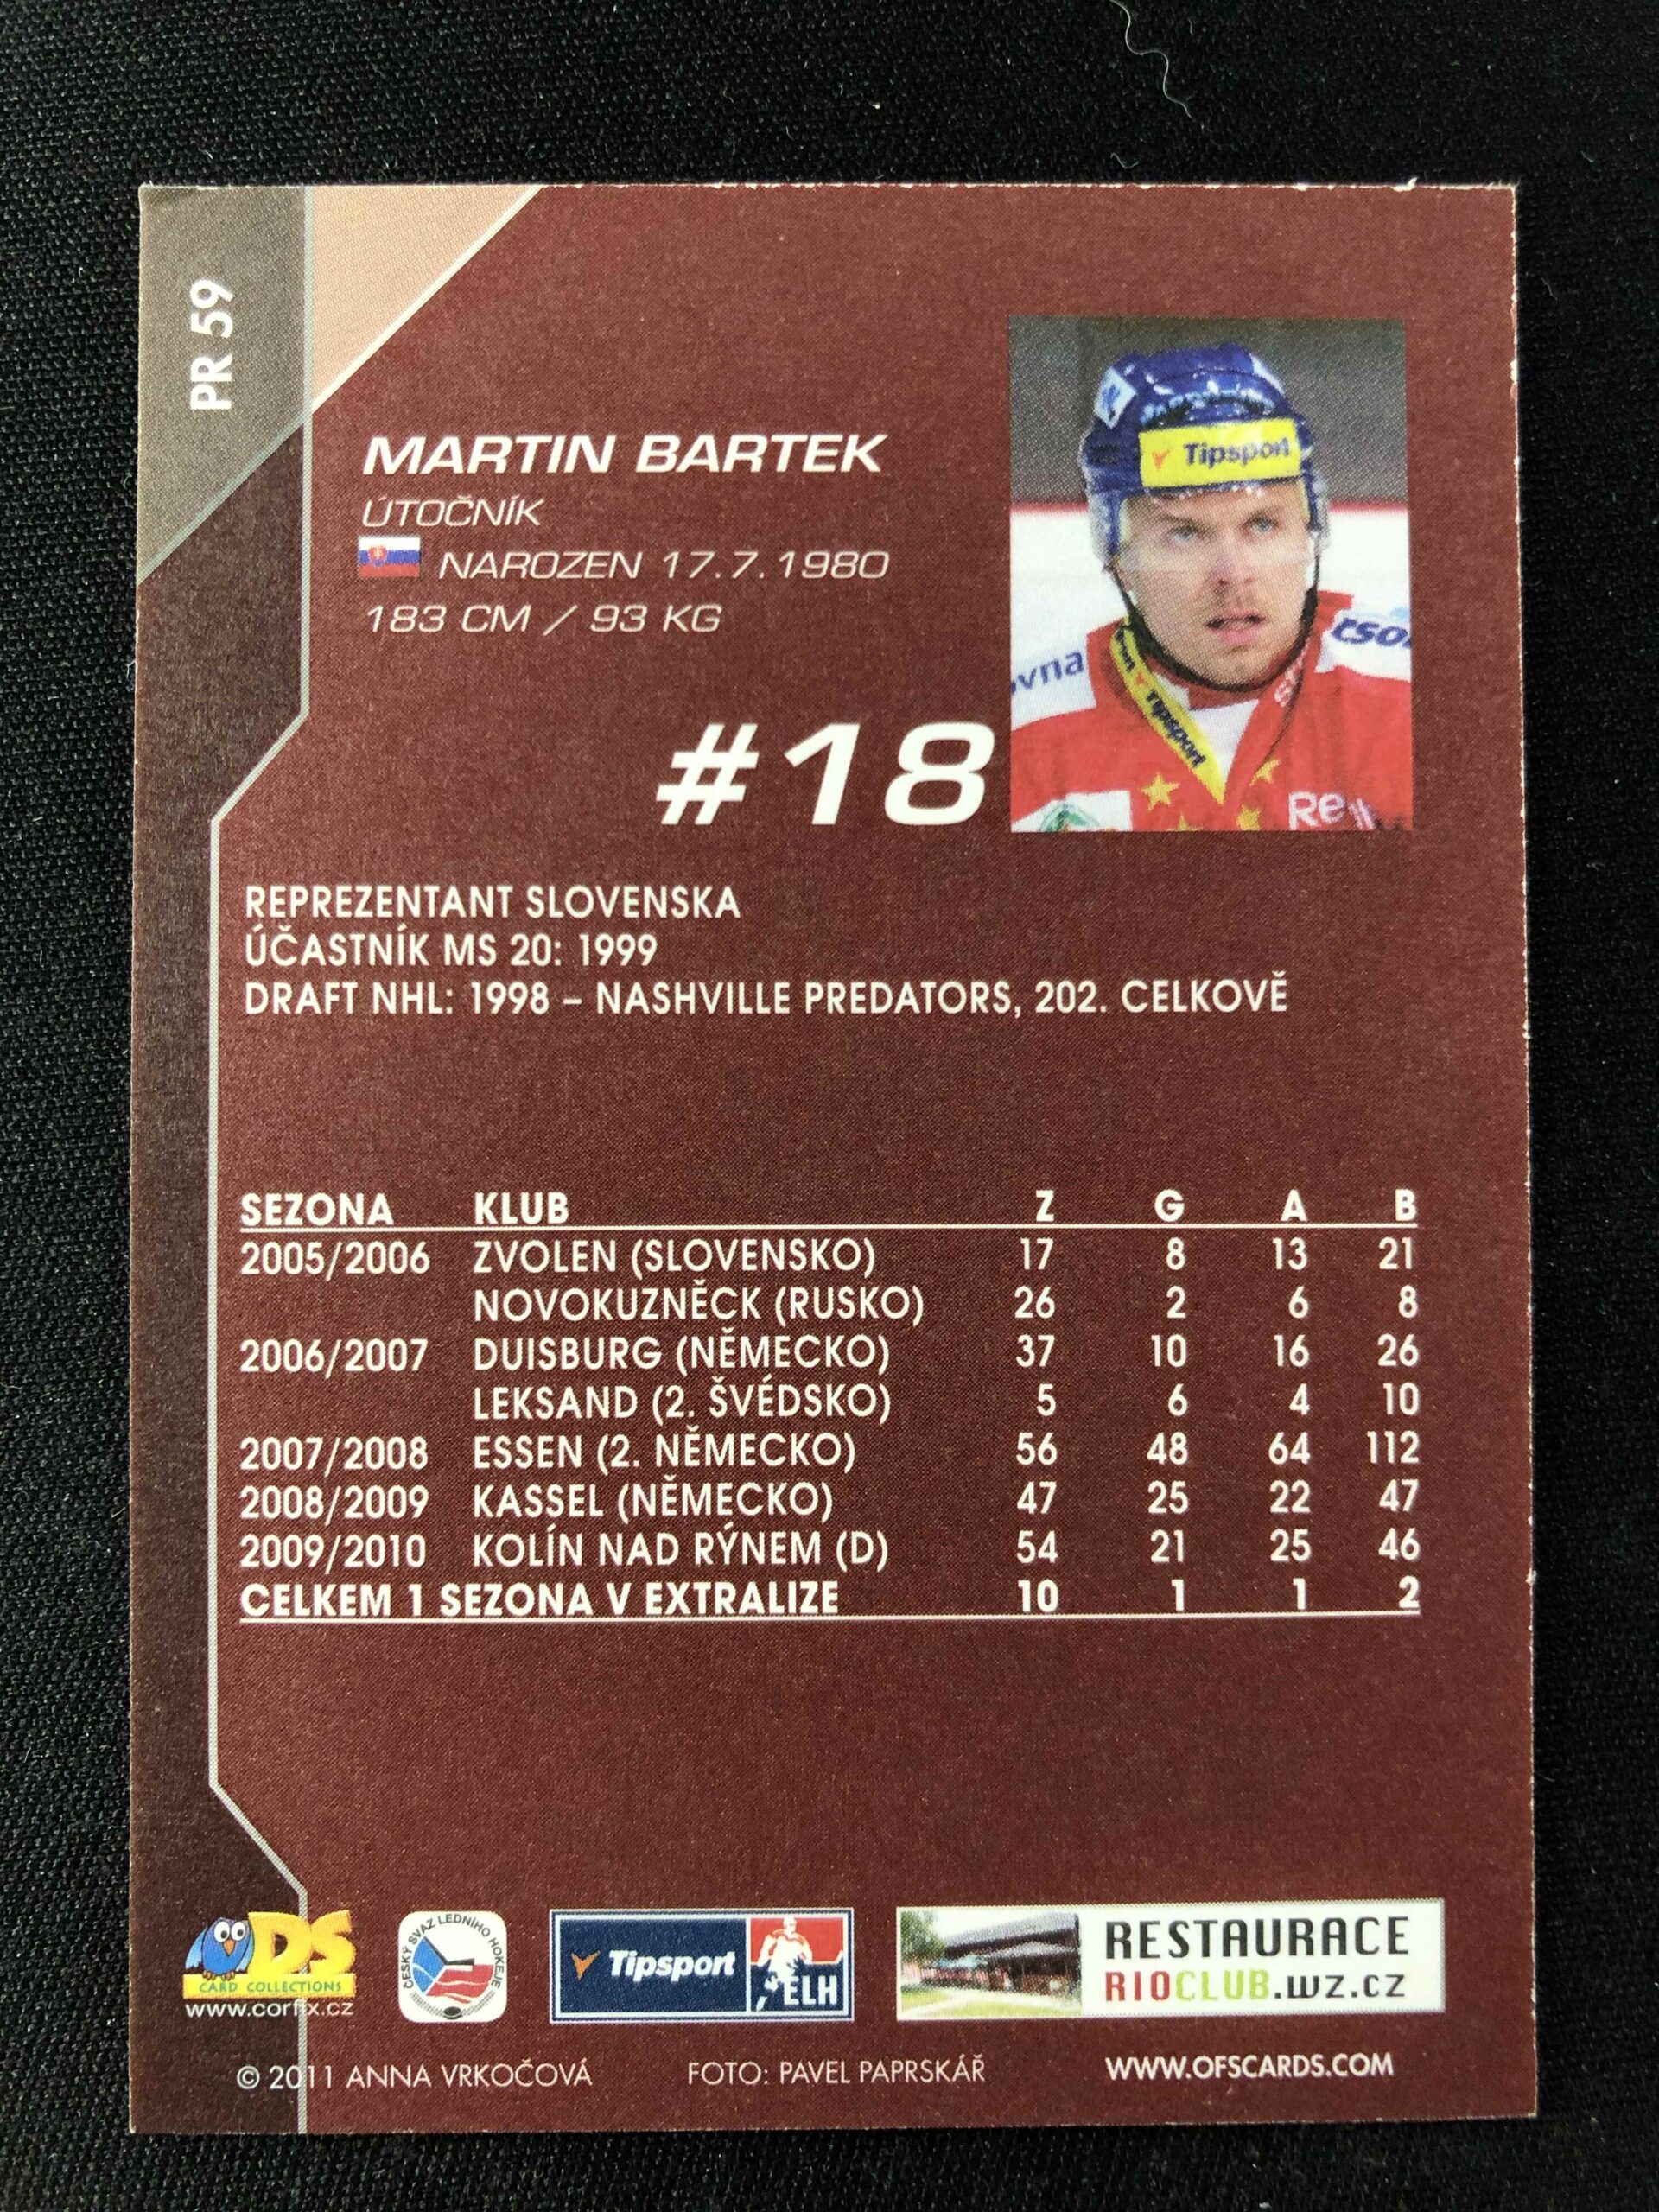 PR 59
MARTIN BARTEK
ÚTOČNÍK
NAROZEN 17.7.1980
183 CM / 93 KG
#18
Tipsport
ovna
Tipsport
REPREZENTANT SLOVENSKA
ÚČASTNÍK MS 20: 1999
DRAFT NHL: 1998 – NASHVILLE PREDATORS, 202. CELKOVĚ
SEZONA KLUB Z G A B
2005/2006 ZVOLEN (SLOVENSKO) 17 8 13 21
NOVOKUZNĚCK (RUSKO) 26 2 6 8
2006/2007 DUISBURG (NĚMECKO) 37 10 16 26
LEKSAND (2. ŠVÉDSKO) 5 6 4 10
2007/2008 ESSEN (2. NĚMECKO) 56 48 64 112
2008/2009 KASSEL (NĚMECKO) 47 25 22 47
2009/2010 KOLÍN NAD RÝNEM (D) 54 21 25 46
CELKEM 1 SEZONA V EXTRALIZE 10 1 1 2
DS
CARD COLLECTIONS
www.corfix.cz
ČESKÝ SVAZ LEDNÍHO HOKEJE
Tipsport ELH
RESTAURACE
RIOCLUB.WZ.CZ
© 2011 ANNA VRKOČOVÁ FOTO: PAVEL PAPRSKÁŘ WWW.OFSCARDS.COM